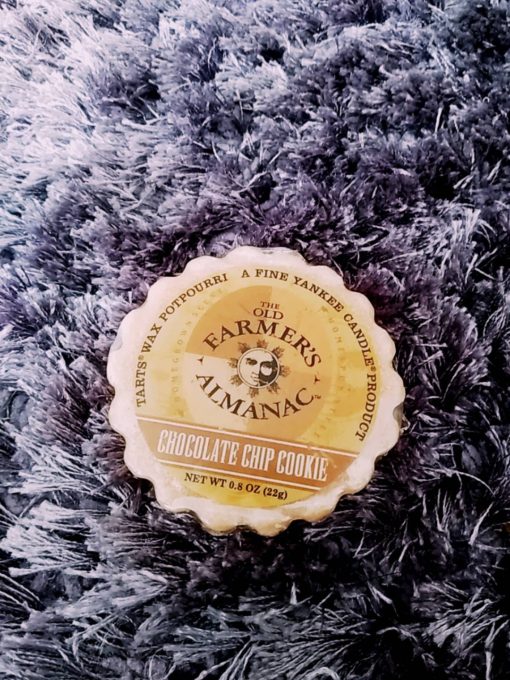 TARTS® WAX POTPOURRI A FINE YANKEE CANDLE® PRODUCT
THE
OLD
FARMER'S
ALMANAC
CHOCOLATE CHIP COOKIE
NET WT 0.8 OZ (22g)